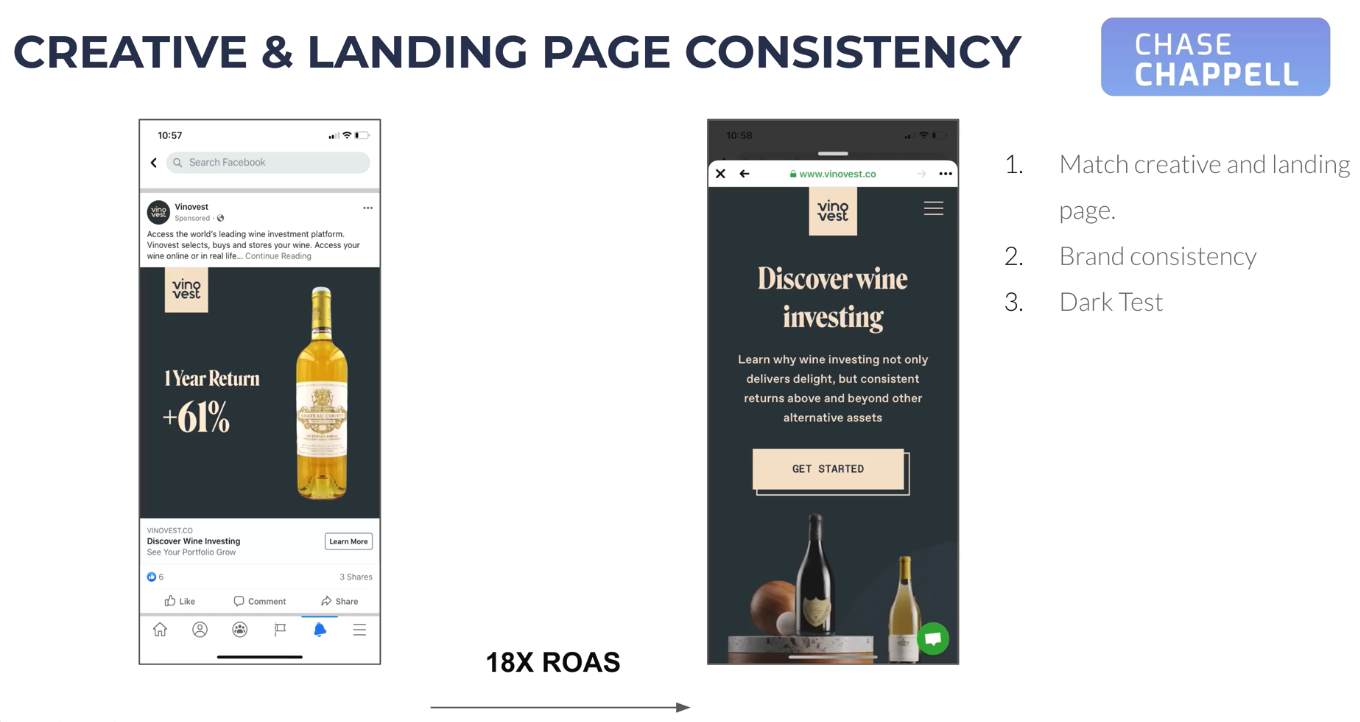 CREATIVE & LANDING PAGE CONSISTENCY
CHASE
CHAPPELL
10:57
Search Facebook
vino
vest
Vinovest
Sponsored ·
Access the world's leading wine investment platform.
Vinovest selects, buys and stores your wine. Access your
wine online or in real life... Continue Reading
vino
vest
1 Year Return
+61%
VINOVEST.CO
Discover Wine Investing
See Your Portfolio Grow
Learn More
6
3 Shares
Like
Comment
Share
18X ROAS
10:58
www.vinovest.co
vino
vest
Discover wine
investing
Learn why wine investing not only
delivers delight, but consistent
returns above and beyond other
alternative assets
GET STARTED
1. Match creative and landing
page.
2. Brand consistency
3. Dark Test